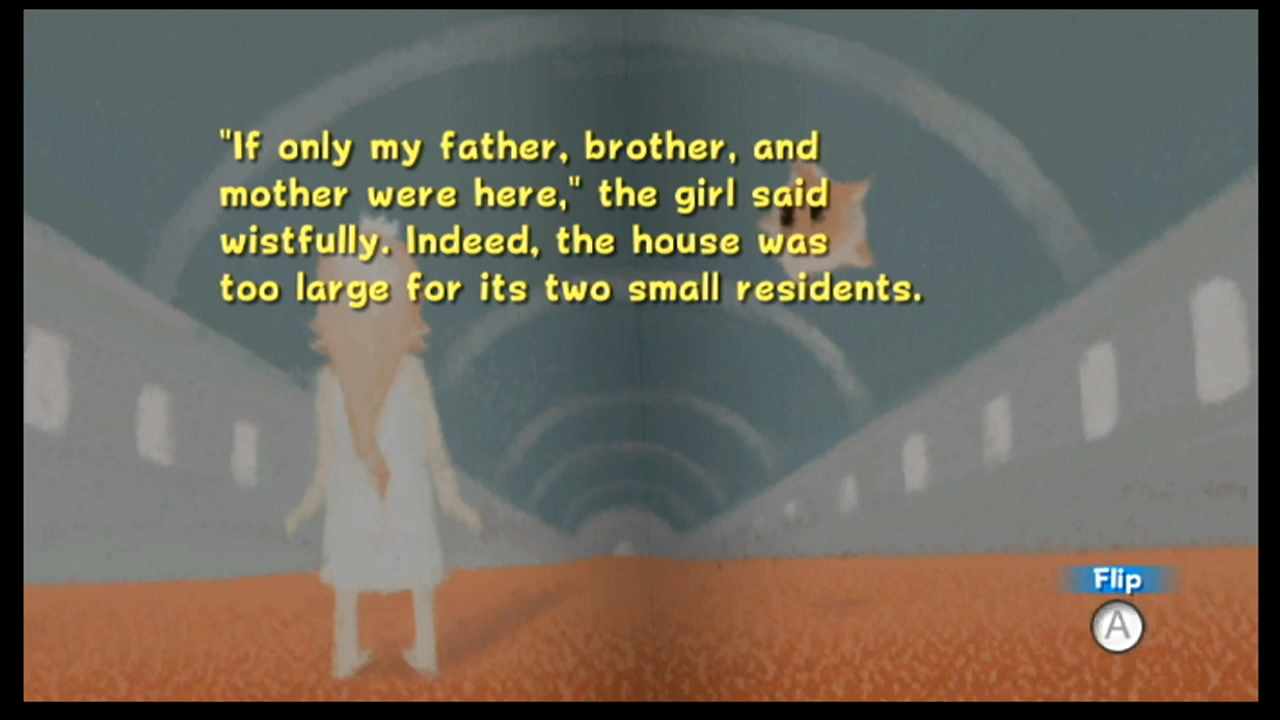 "If only my father, brother, and
mother were here," the girl said
wistfully. Indeed, the house was
too large for its two small residents.
Flip
A